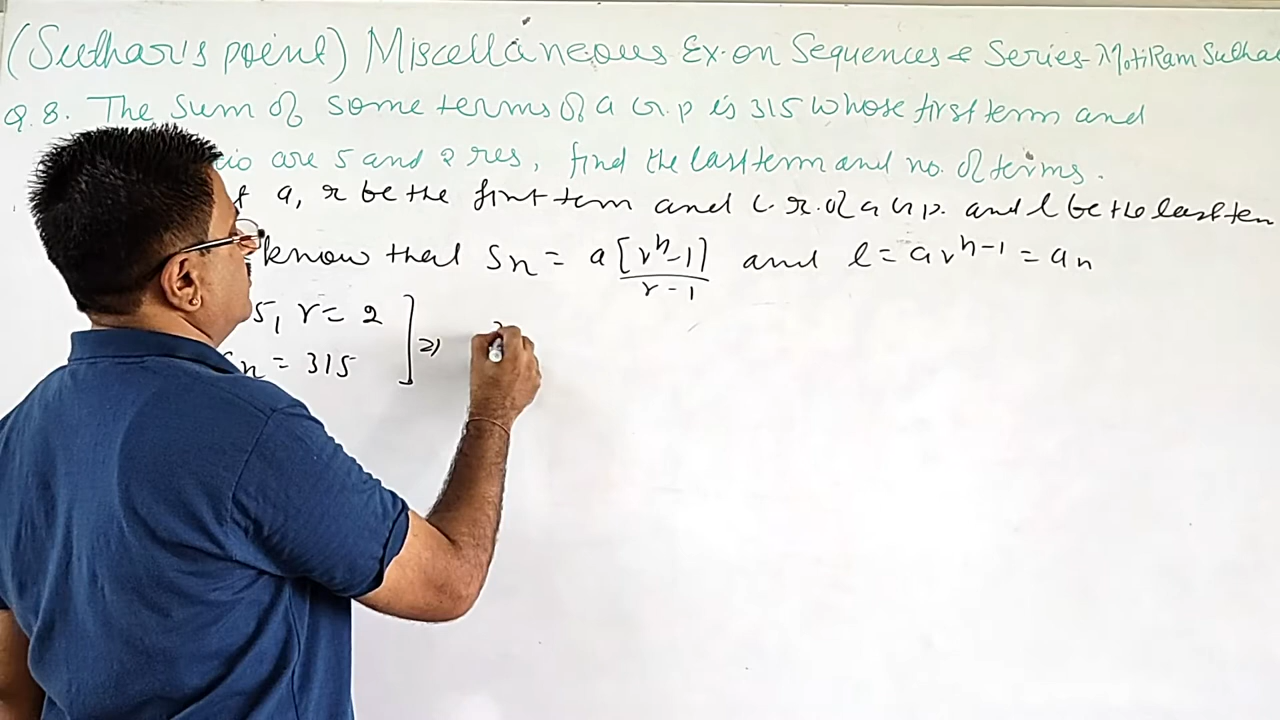 (Suthar's point) Miscellaneous Ex. on Sequences & Series - MotiRam Suthar
Q. 8. The Sum of some terms of a G.P is 315 whose first term and
are 5 and 2 res, find the last term and no. of terms.
a, r be the first term and C.R. of a G.P. and l be the last ter
know that Sn = a[r^n-1]/r-1 and l = ar^n-1 = an
5, r = 2
Sn = 315 ] ⇒